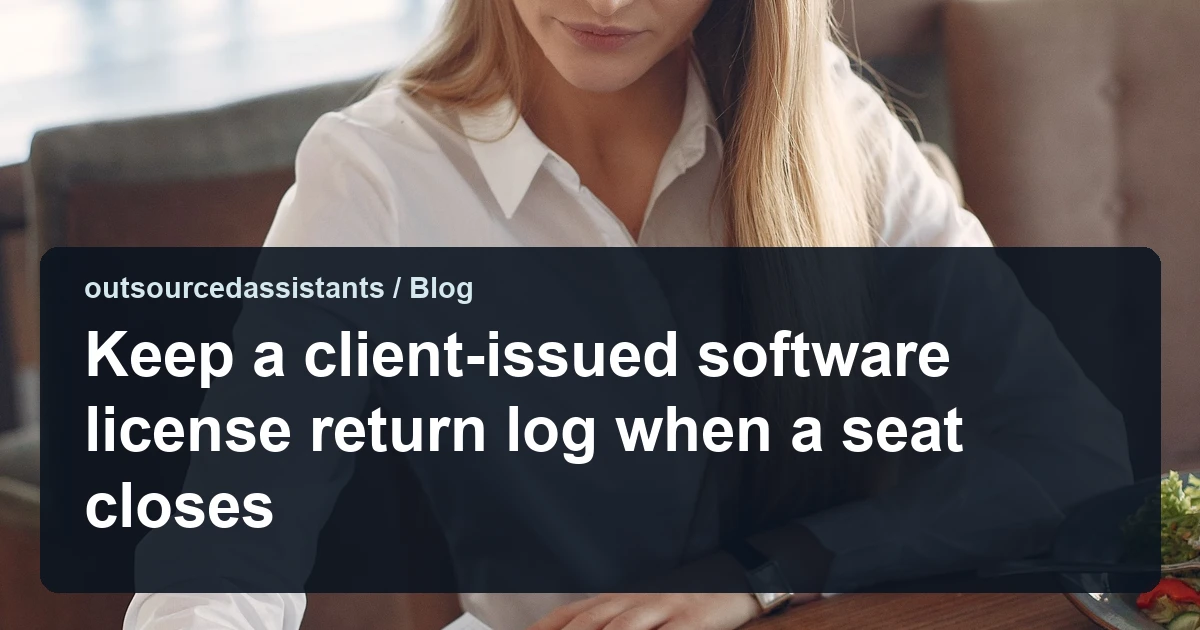 outsourcedassistants / Blog
Keep a client-issued software
license return log when a seat
closes